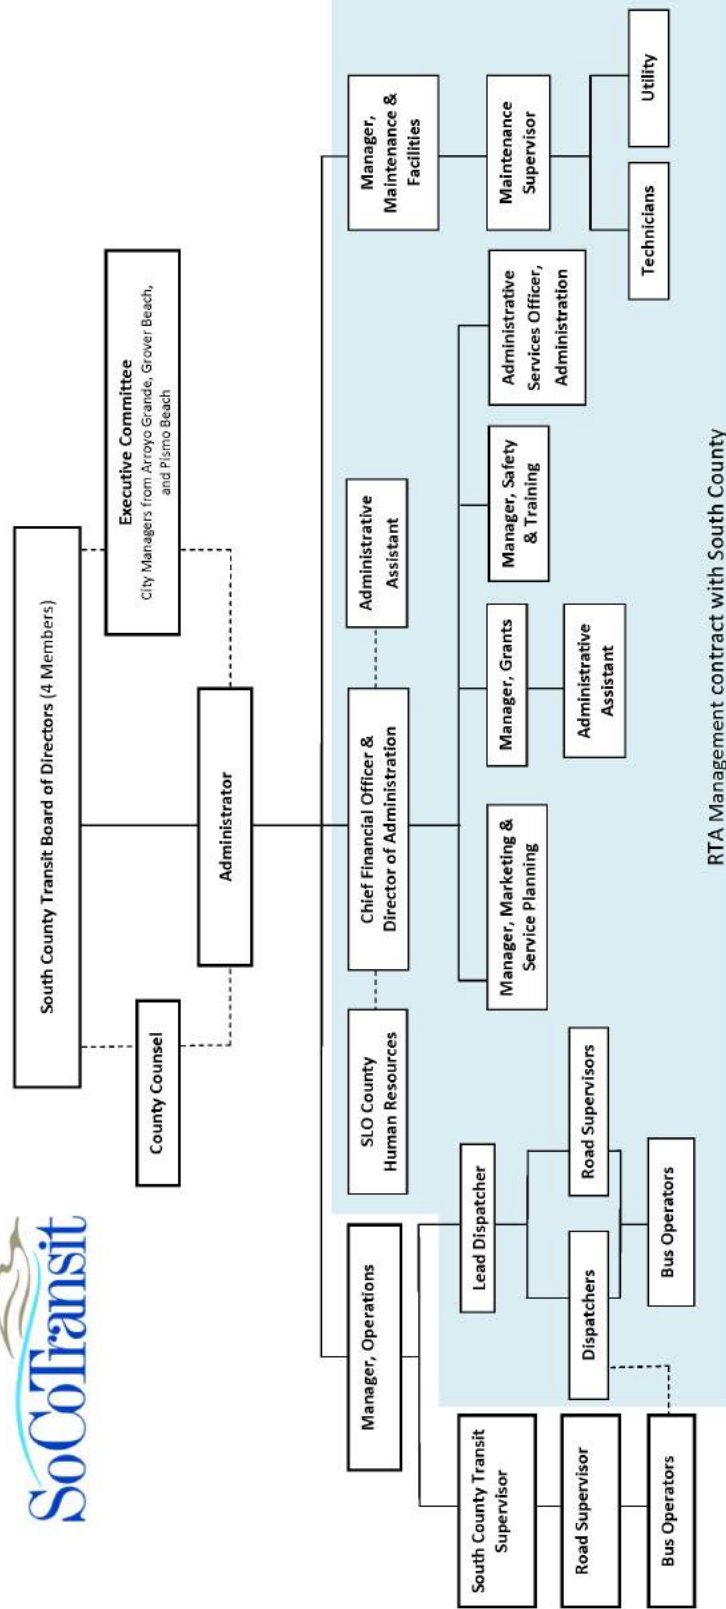 SoCoTransit
South County Transit Board of Directors (4 Members)
County Counsel
Executive Committee
City Managers from Arroyo Grande, Grover Beach,
and Pismo Beach
Administrator
Manager, Operations
SLO County
Human Resources
Chief Financial Officer &
Director of Administration
Administrative
Assistant
Manager,
Maintenance &
Facilities
South County Transit
Supervisor
Lead Dispatcher
Manager, Marketing &
Service Planning
Manager, Grants
Manager, Safety
& Training
Administrative
Services Officer,
Administration
Maintenance
Supervisor
Road Supervisor
Dispatchers
Road Supervisors
Administrative
Assistant
Technicians
Utility
Bus Operators
Bus Operators
RTA Management contract with South County